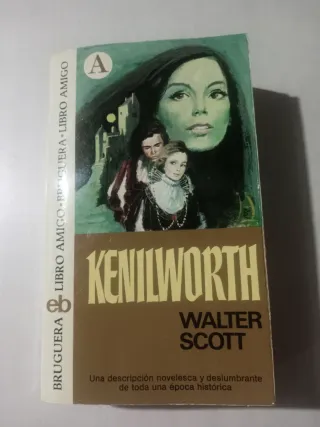 A
BRUGUERA eb LIBRO AMIGO·BRUGUERA·LIBRO AMIGO
KENILWORTH
WALTER
SCOTT
Una descripción novelesca y deslumbrante
de toda una época histórica